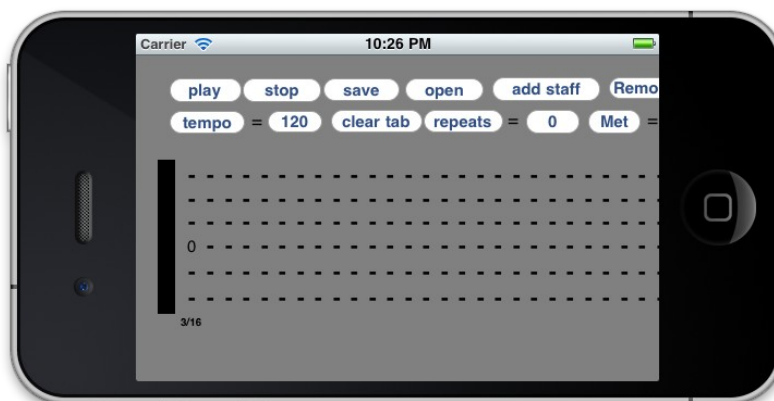 Carrier 10:26 PM
play stop save open add staff Remo
tempo = 120 clear tab repeats = 0 Met =
- - - - - - - - - - - - - - - - - - - - - - - - - -
- - - - - - - - - - - - - - - - - - - - - - - - - -
- - - - - - - - - - - - - - - - - - - - - - - - - -
0 - - - - - - - - - - - - - - - - - - - - - - - - -
- - - - - - - - - - - - - - - - - - - - - - - - - -
- - - - - - - - - - - - - - - - - - - - - - - - - -
3/16